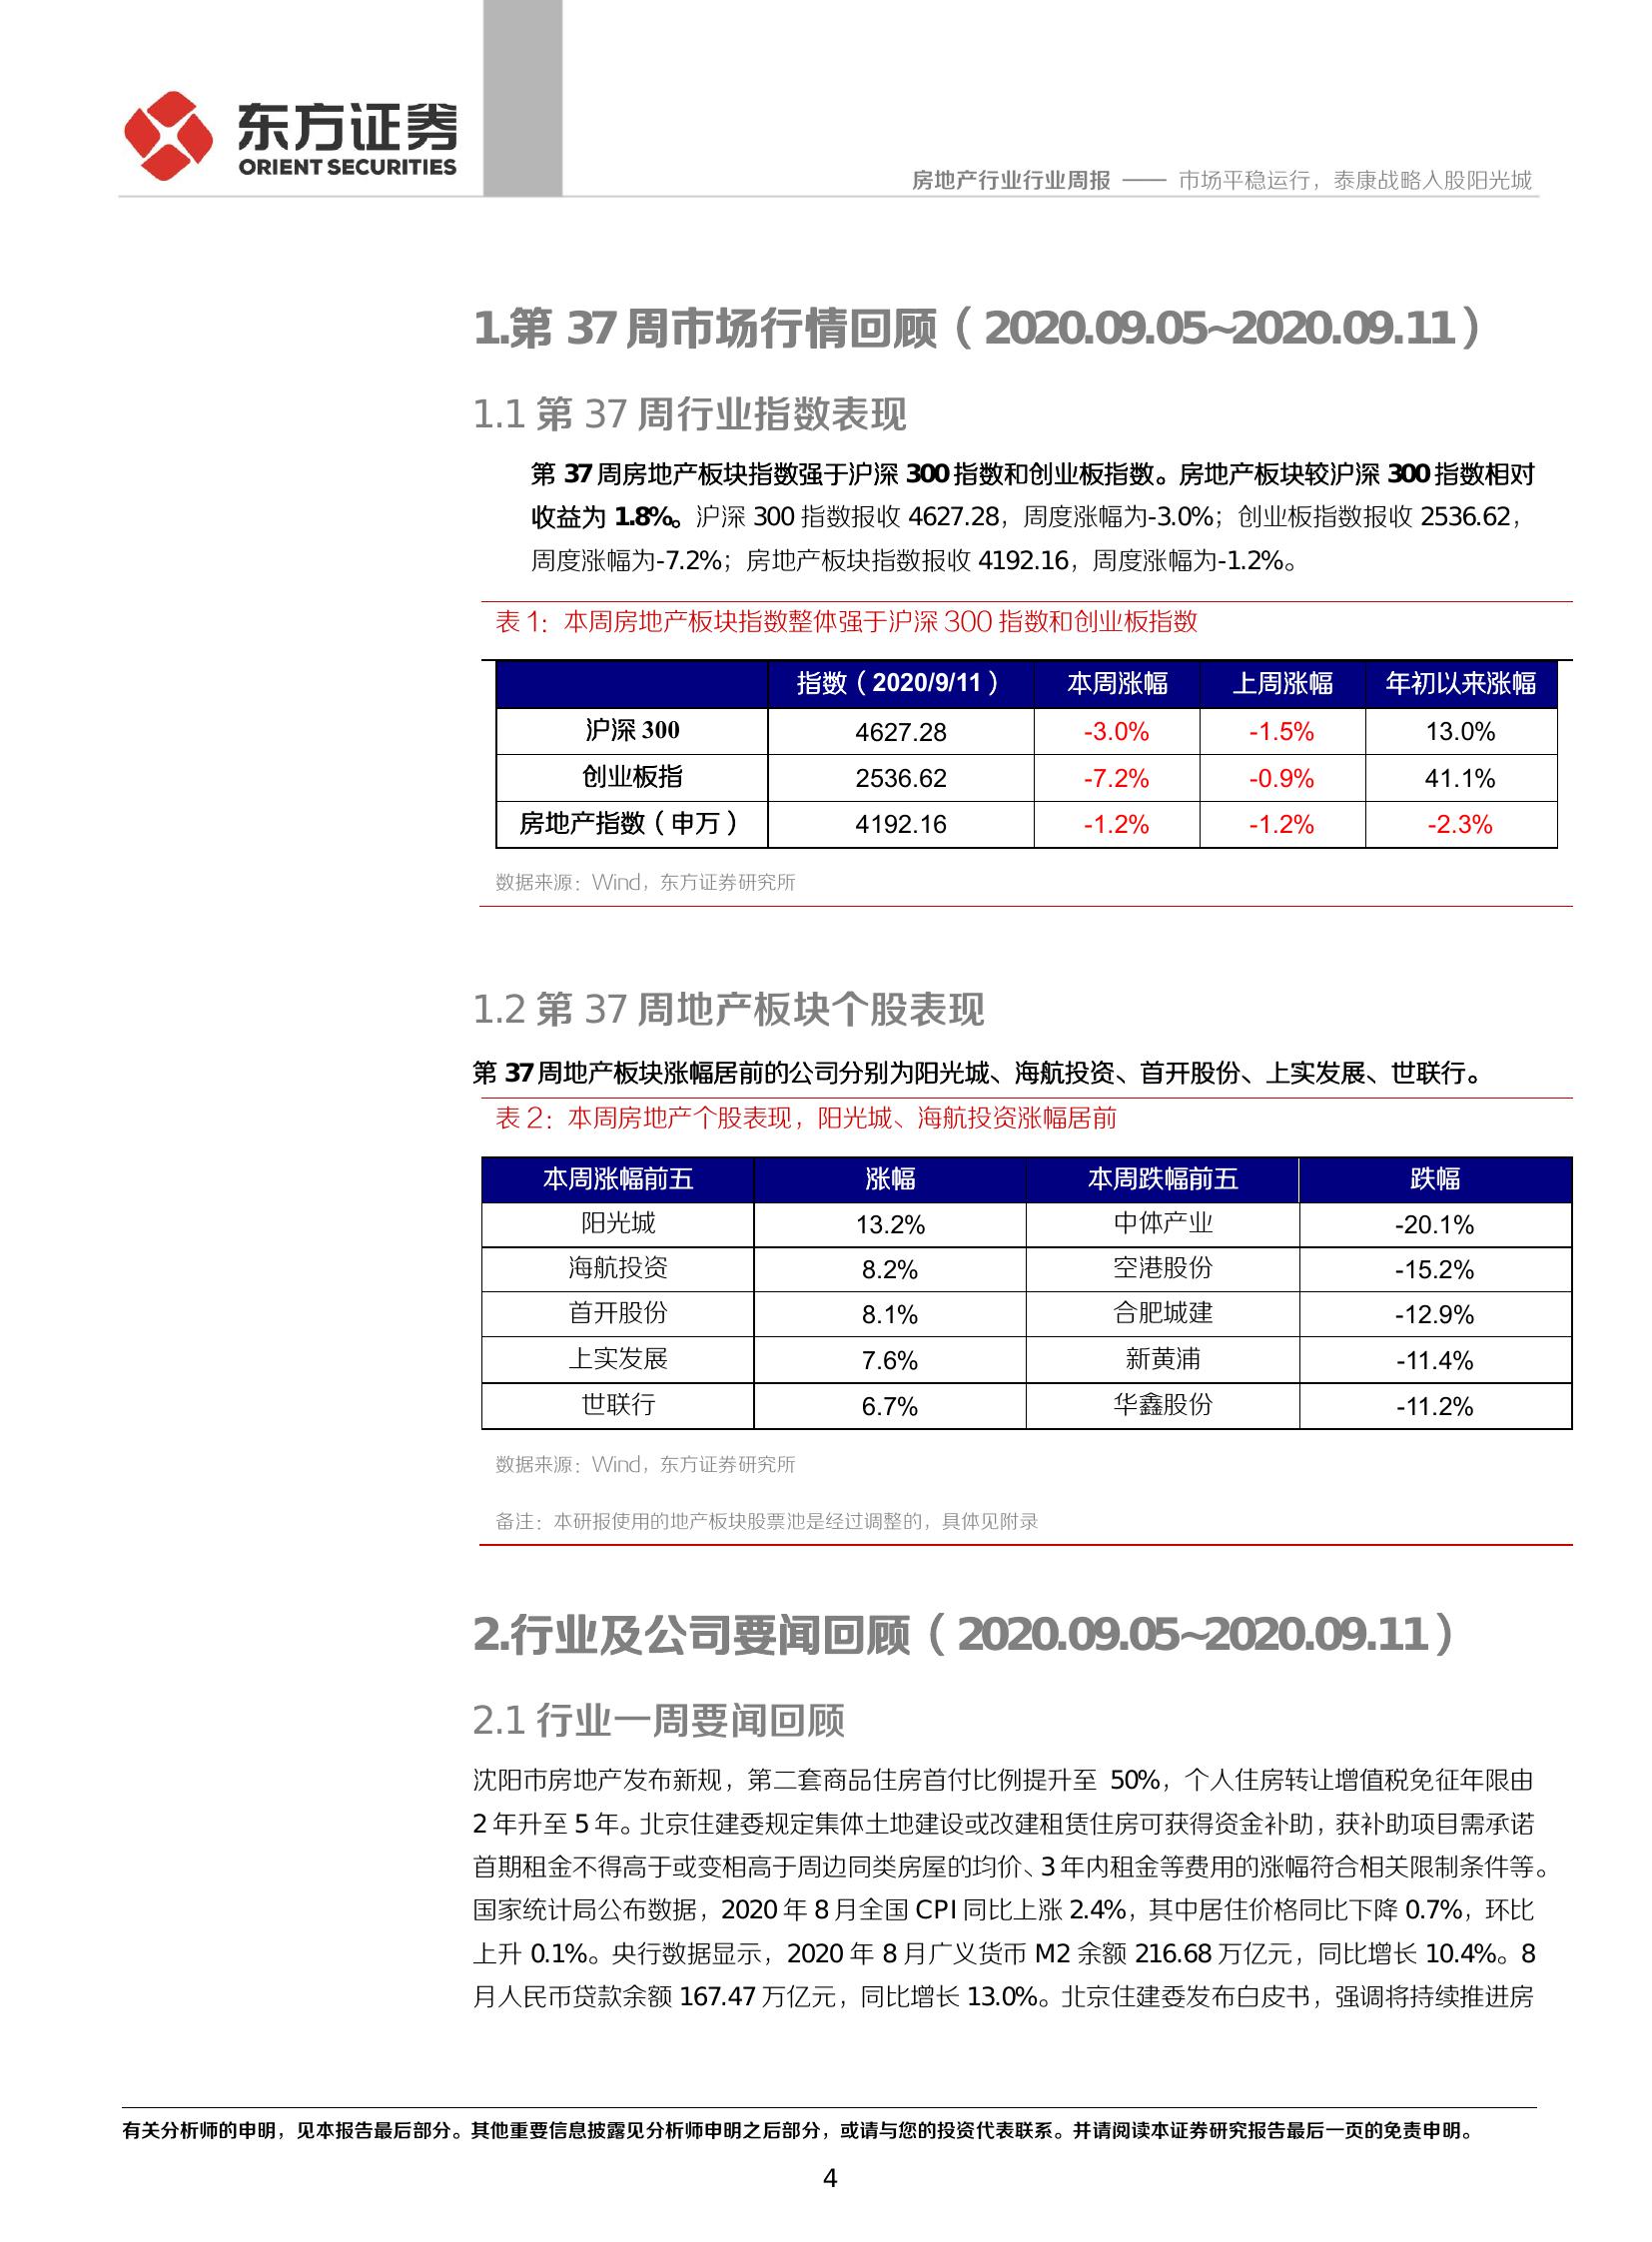 东方证券
ORIENT SECURITIES
房地产行业行业周报 —— 市场平稳运行，泰康战略入股阳光城
1.第 37 周市场行情回顾（2020.09.05~2020.09.11）
1.1 第 37 周行业指数表现
第 37 周房地产板块指数强于沪深 300 指数和创业板指数。房地产板块较沪深 300 指数相对
收益为 1.8%。沪深 300 指数报收 4627.28，周度涨幅为-3.0%；创业板指数报收 2536.62，
周度涨幅为-7.2%；房地产板块指数报收 4192.16，周度涨幅为-1.2%。
表 1：本周房地产板块指数整体强于沪深 300 指数和创业板指数
指数（2020/9/11） 本周涨幅 上周涨幅 年初以来涨幅
沪深 300 4627.28 -3.0% -1.5% 13.0%
创业板指 2536.62 -7.2% -0.9% 41.1%
房地产指数（申万） 4192.16 -1.2% -1.2% -2.3%
数据来源：Wind，东方证券研究所
1.2 第 37 周地产板块个股表现
第 37 周地产板块涨幅居前的公司分别为阳光城、海航投资、首开股份、上实发展、世联行。
表 2：本周房地产个股表现，阳光城、海航投资涨幅居前
本周涨幅前五 涨幅 本周跌幅前五 跌幅
阳光城 13.2% 中体产业 -20.1%
海航投资 8.2% 空港股份 -15.2%
首开股份 8.1% 合肥城建 -12.9%
上实发展 7.6% 新黄浦 -11.4%
世联行 6.7% 华鑫股份 -11.2%
数据来源：Wind，东方证券研究所
备注：本研报使用的地产板块股票池是经过调整的，具体见附录
2.行业及公司要闻回顾（2020.09.05~2020.09.11）
2.1 行业一周要闻回顾
沈阳市房地产发布新规，第二套商品住房首付比例提升至 50%，个人住房转让增值税免征年限由
2 年升至 5 年。北京住建委规定集体土地建设或改建租赁住房可获得资金补助，获补助项目需承诺
首期租金不得高于或变相高于周边同类房屋的均价、3 年内租金等费用的涨幅符合相关限制条件等。
国家统计局公布数据，2020 年 8 月全国 CPI 同比上涨 2.4%，其中居住价格同比下降 0.7%，环比
上升 0.1%。央行数据显示，2020 年 8 月广义货币 M2 余额 216.68 万亿元，同比增长 10.4%。8
月人民币贷款余额 167.47 万亿元，同比增长 13.0%。北京住建委发布白皮书，强调将持续推进房
有关分析师的申明，见本报告最后部分。其他重要信息披露见分析师申明之后部分，或请与您的投资代表联系。并请阅读本证券研究报告最后一页的免责申明。
4